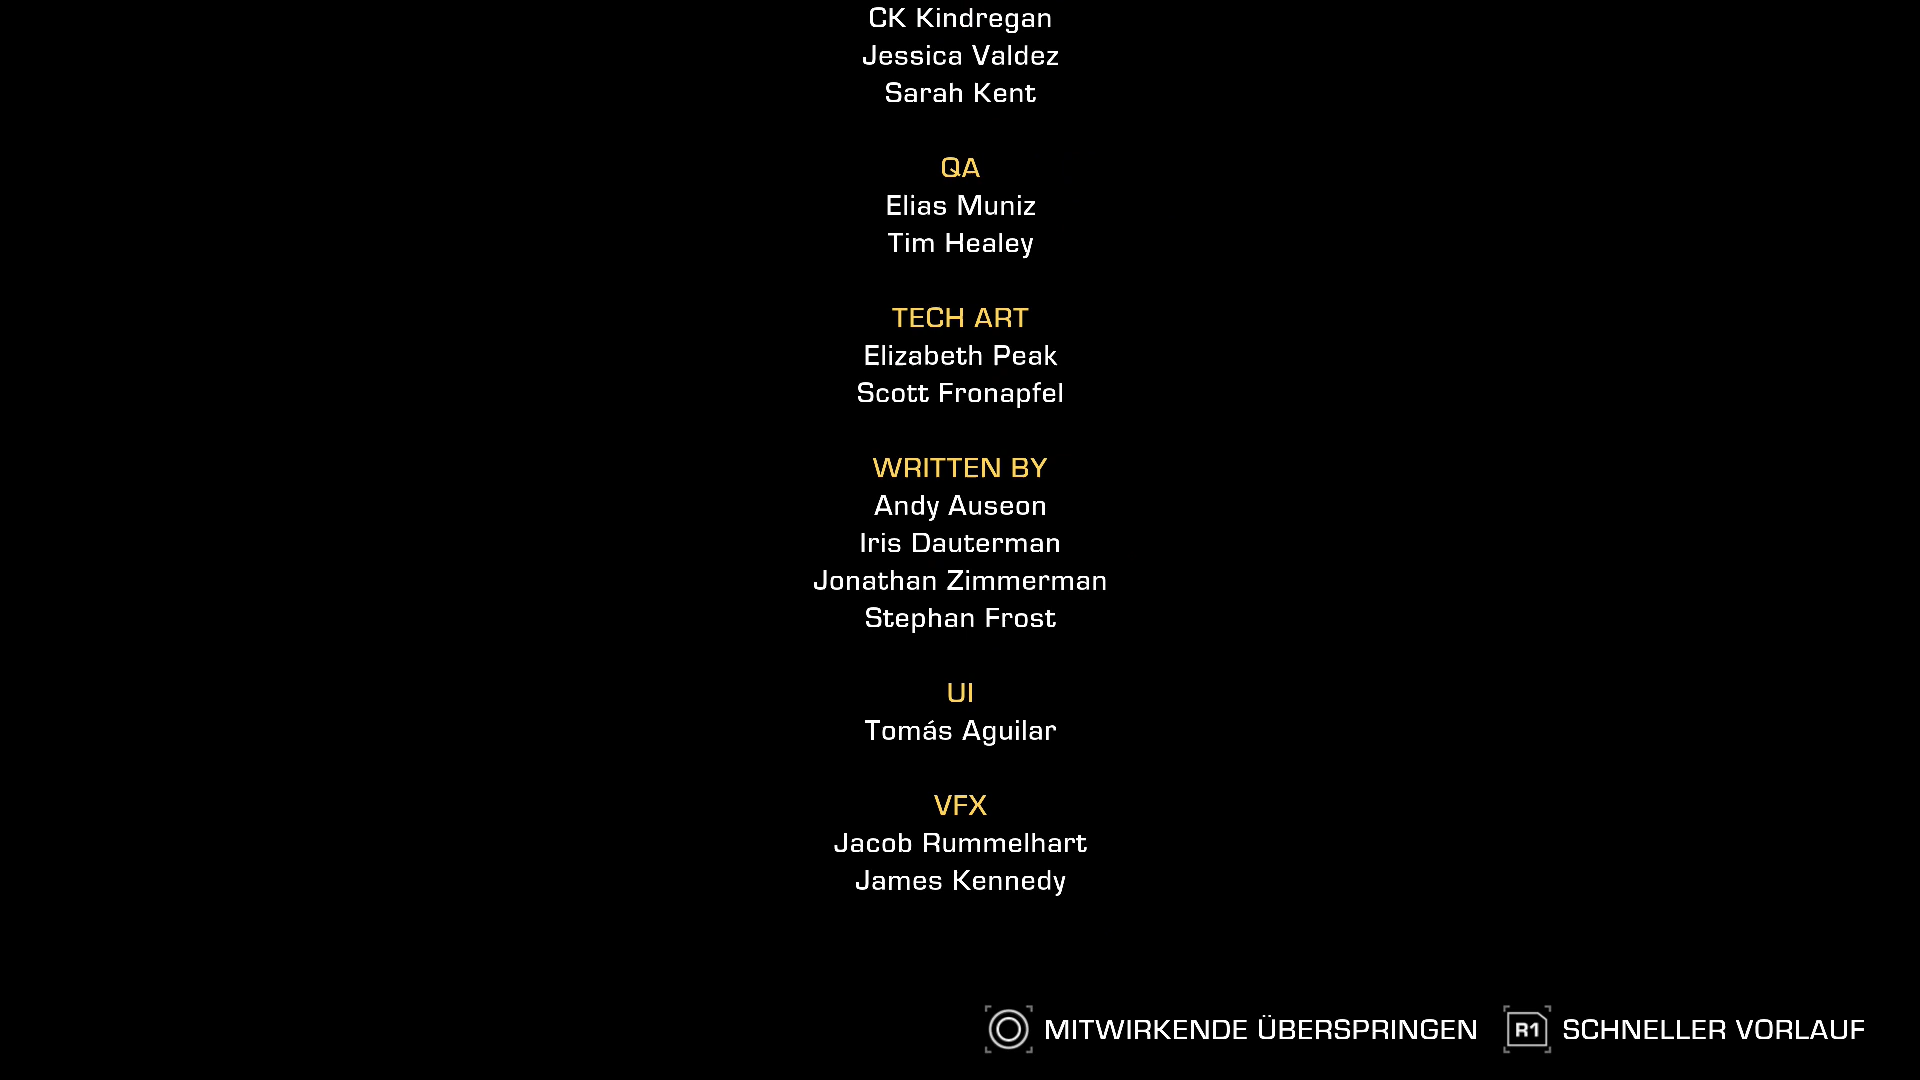 CK Kindregan
Jessica Valdez
Sarah Kent
QA
Elias Muniz
Tim Healey
TECH ART
Elizabeth Peak
Scott Fronapfel
WRITTEN BY
Andy Auseon
Iris Dauterman
Jonathan Zimmerman
Stephan Frost
UI
Tomás Aguilar
VFX
Jacob Rummelhart
James Kennedy
MITWIRKENDE ÜBERSPRINGEN R1 SCHNELLER VORLAUF